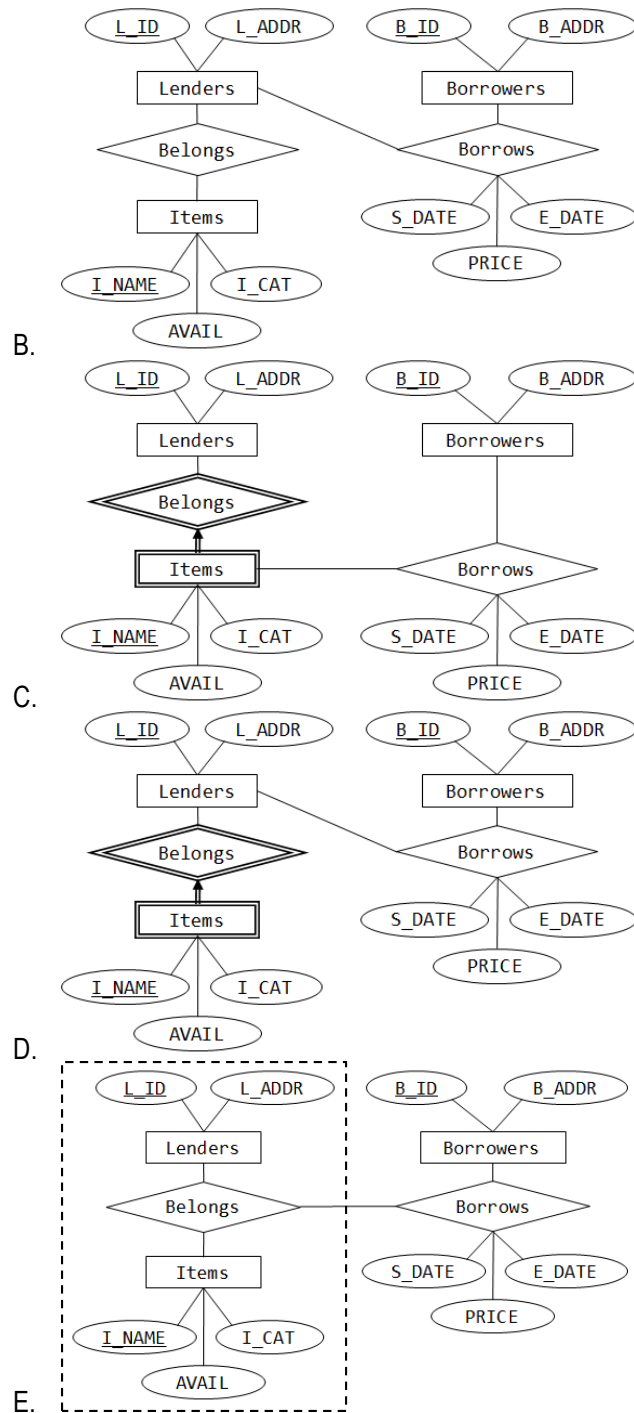 L_ID L_ADDR B_ID B_ADDR
Lenders Borrowers
Belongs Borrows
Items S_DATE E_DATE
I_NAME I_CAT PRICE
AVAIL
B.
L_ID L_ADDR B_ID B_ADDR
Lenders Borrowers
Belongs
Items Borrows
I_NAME I_CAT S_DATE E_DATE
AVAIL PRICE
C.
L_ID L_ADDR B_ID B_ADDR
Lenders Borrowers
Belongs Borrows
Items S_DATE E_DATE
I_NAME I_CAT PRICE
AVAIL
D.
L_ID L_ADDR B_ID B_ADDR
Lenders Borrowers
Belongs Borrows
Items S_DATE E_DATE
I_NAME I_CAT PRICE
AVAIL
E.